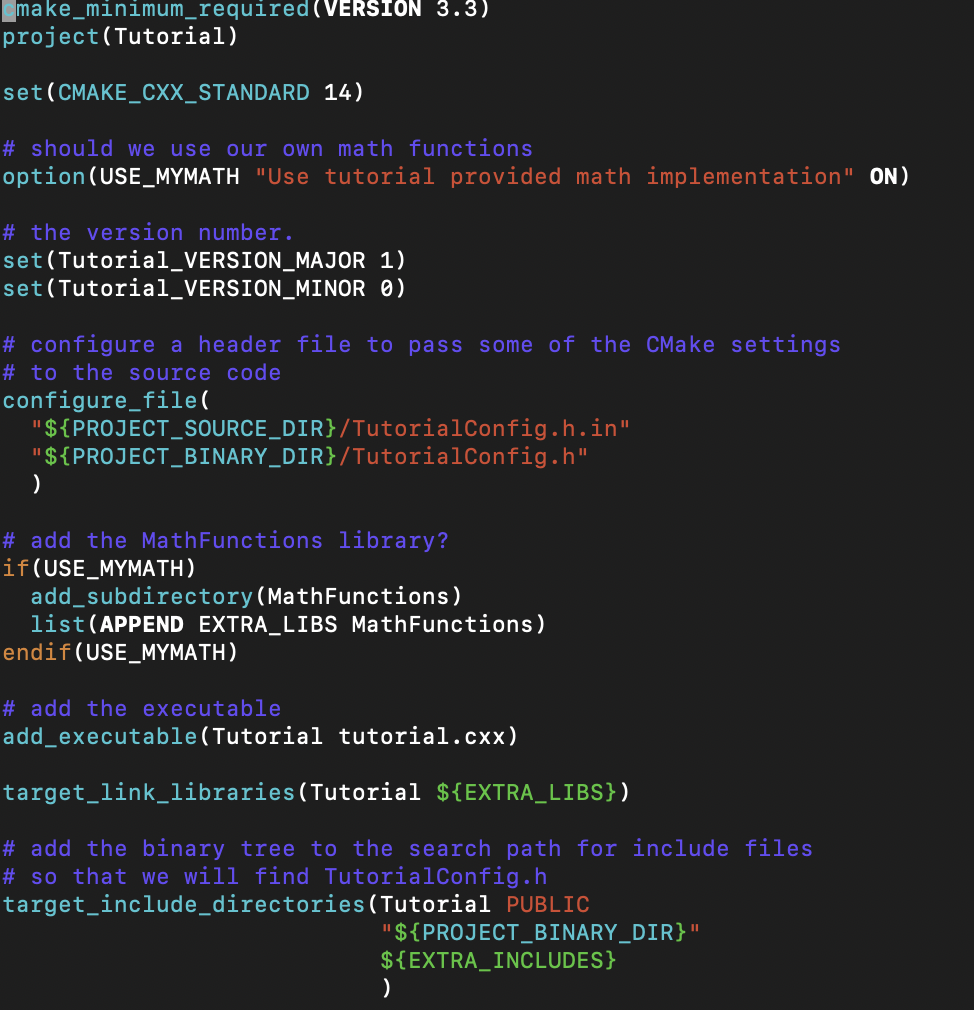 cmake_minimum_required(VERSION 3.3)
project(Tutorial)
set(CMAKE_CXX_STANDARD 14)
# should we use our own math functions
option(USE_MYMATH "Use tutorial provided math implementation" ON)
# the version number.
set(Tutorial_VERSION_MAJOR 1)
set(Tutorial_VERSION_MINOR 0)
# configure a header file to pass some of the CMake settings
# to the source code
configure_file(
  "${PROJECT_SOURCE_DIR}/TutorialConfig.h.in"
  "${PROJECT_BINARY_DIR}/TutorialConfig.h"
  )
# add the MathFunctions library?
if(USE_MYMATH)
  add_subdirectory(MathFunctions)
  list(APPEND EXTRA_LIBS MathFunctions)
endif(USE_MYMATH)
# add the executable
add_executable(Tutorial tutorial.cxx)
target_link_libraries(Tutorial ${EXTRA_LIBS})
# add the binary tree to the search path for include files
# so that we will find TutorialConfig.h
target_include_directories(Tutorial PUBLIC
                           "${PROJECT_BINARY_DIR}"
                           ${EXTRA_INCLUDES}
                           )